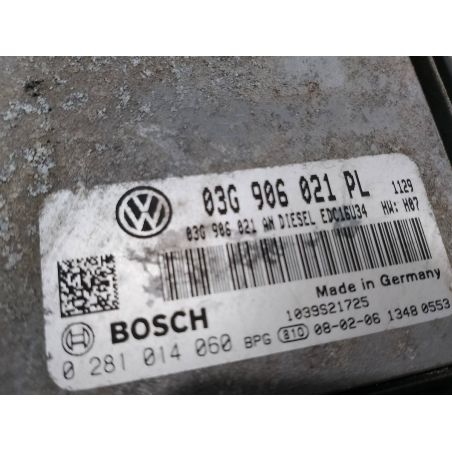 03G 906 021 PL 1129
03G 906 021 AN DIESEL EDC16U34 HW: H07
Made in Germany
1039S21725
BOSCH
0 281 014 060 BPG 810 08-02-06 1348 0553